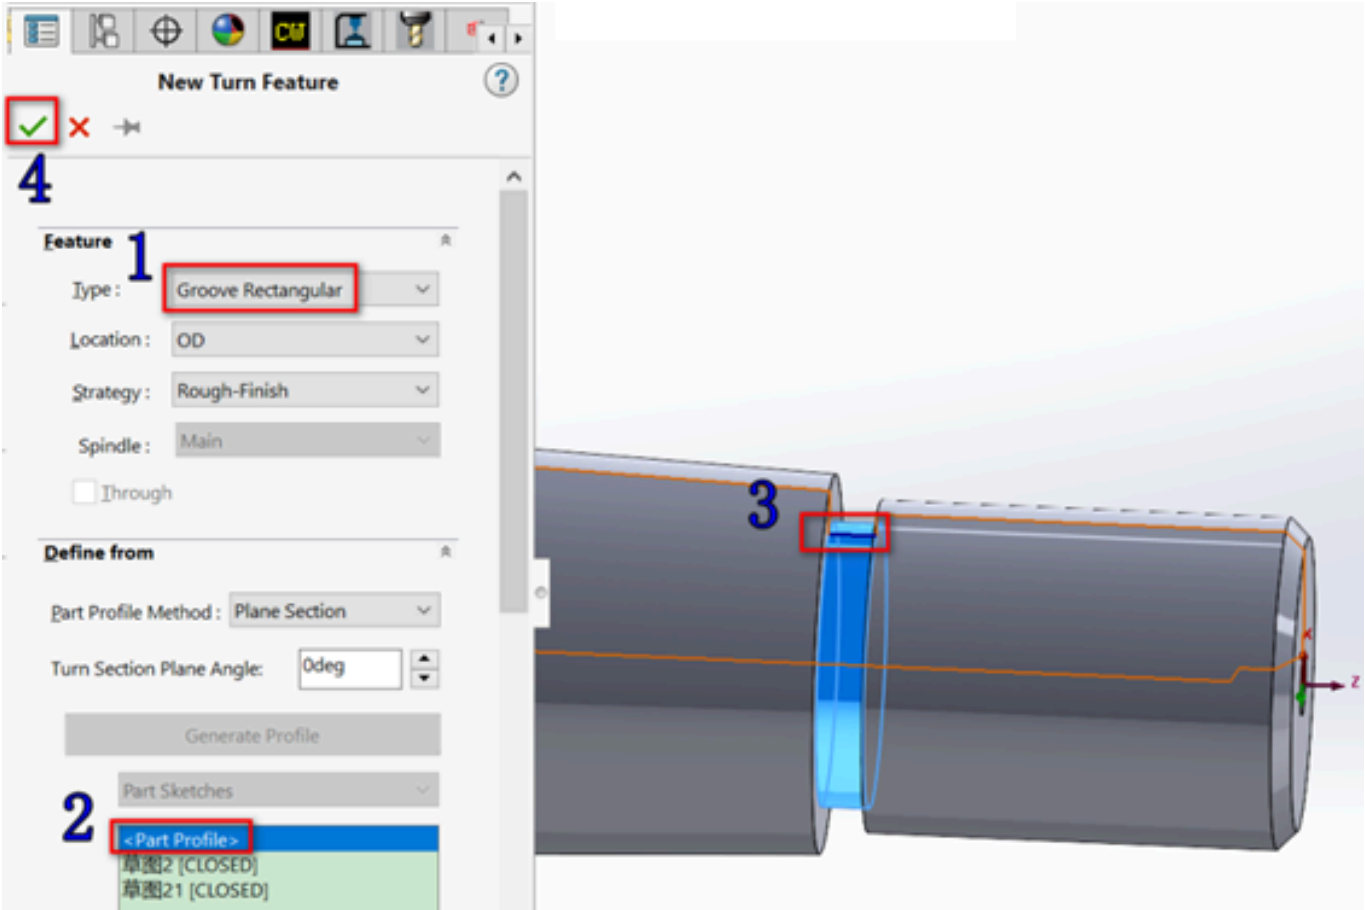 CW
New Turn Feature
?
4
Feature
1
Type :
Groove Rectangular
Location :
OD
Strategy :
Rough-Finish
Spindle :
Main
Through
3
Define from
Part Profile Method :
Plane Section
Turn Section Plane Angle:
0deg
X
Z
Generate Profile
Part Sketches
2
<Part Profile>
草图2 [CLOSED]
草图21 [CLOSED]